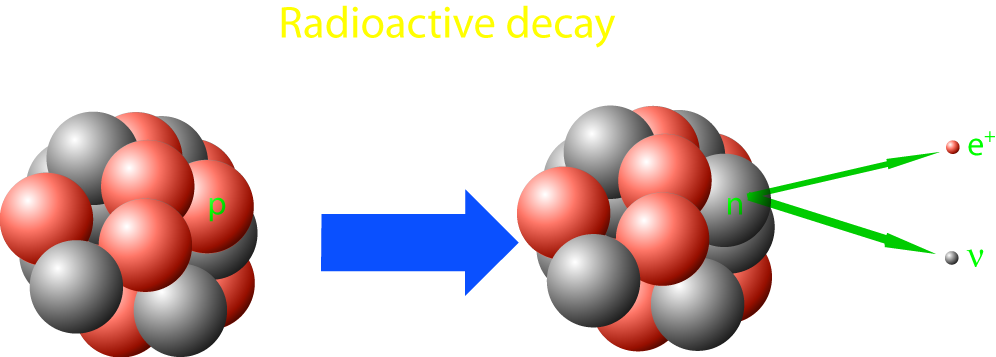 Radioactive decay
p
n
e⁺
ν